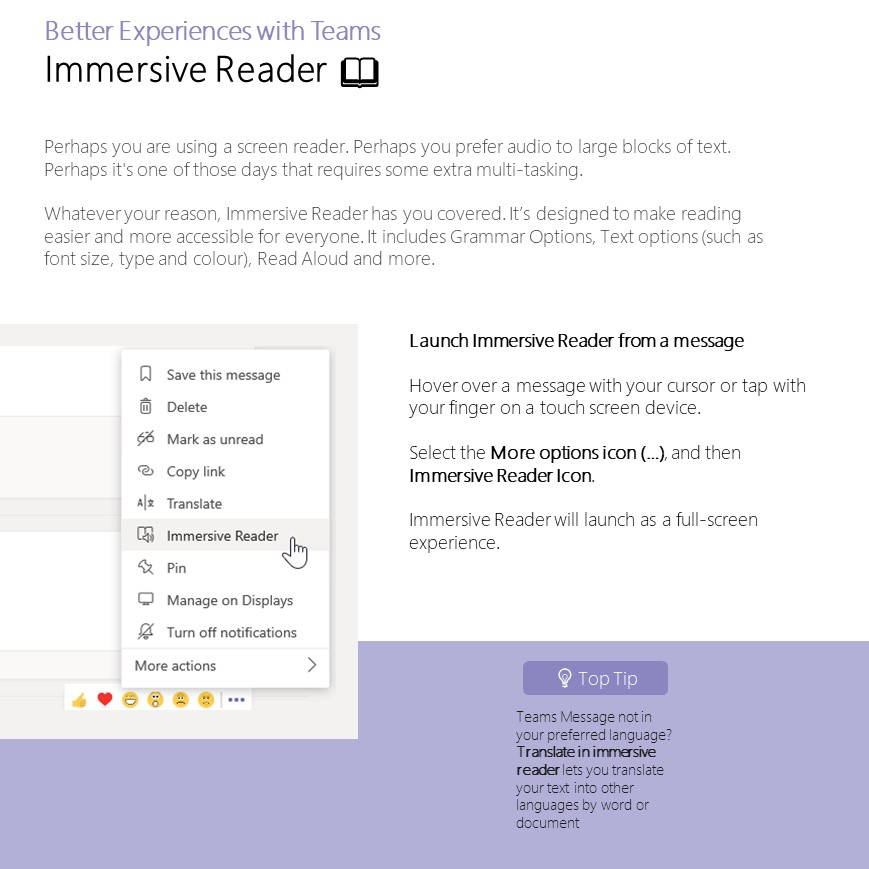 Better Experiences with Teams
Immersive Reader
Perhaps you are using a screen reader. Perhaps you prefer audio to large blocks of text.
Perhaps it's one of those days that requires some extra multi-tasking.
Whatever your reason, Immersive Reader has you covered. It’s designed to make reading
easier and more accessible for everyone. It includes Grammar Options, Text options (such as
font size, type and colour), Read Aloud and more.
Save this message
Delete
Mark as unread
Copy link
Translate
Immersive Reader
Pin
Manage on Displays
Turn off notifications
More actions
Launch Immersive Reader from a message
Hover over a message with your cursor or tap with
your finger on a touch screen device.
Select the More options icon (...), and then
Immersive Reader Icon.
Immersive Reader will launch as a full-screen
experience.
Top Tip
Teams Message not in
your preferred language?
Translate in immersive
reader lets you translate
your text into other
languages by word or
document